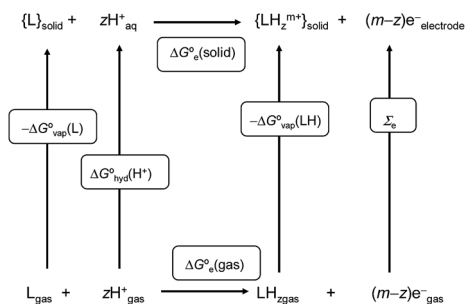 {L}solid + zH⁺aq {LHz^m+}solid + (m–z)e⁻electrode
ΔG°e(solid)
–ΔG°vap(L) –ΔG°vap(LH) Σe
ΔG°hyd(H⁺)
ΔG°e(gas)
Lgas + zH⁺gas LHzgas + (m–z)e⁻gas